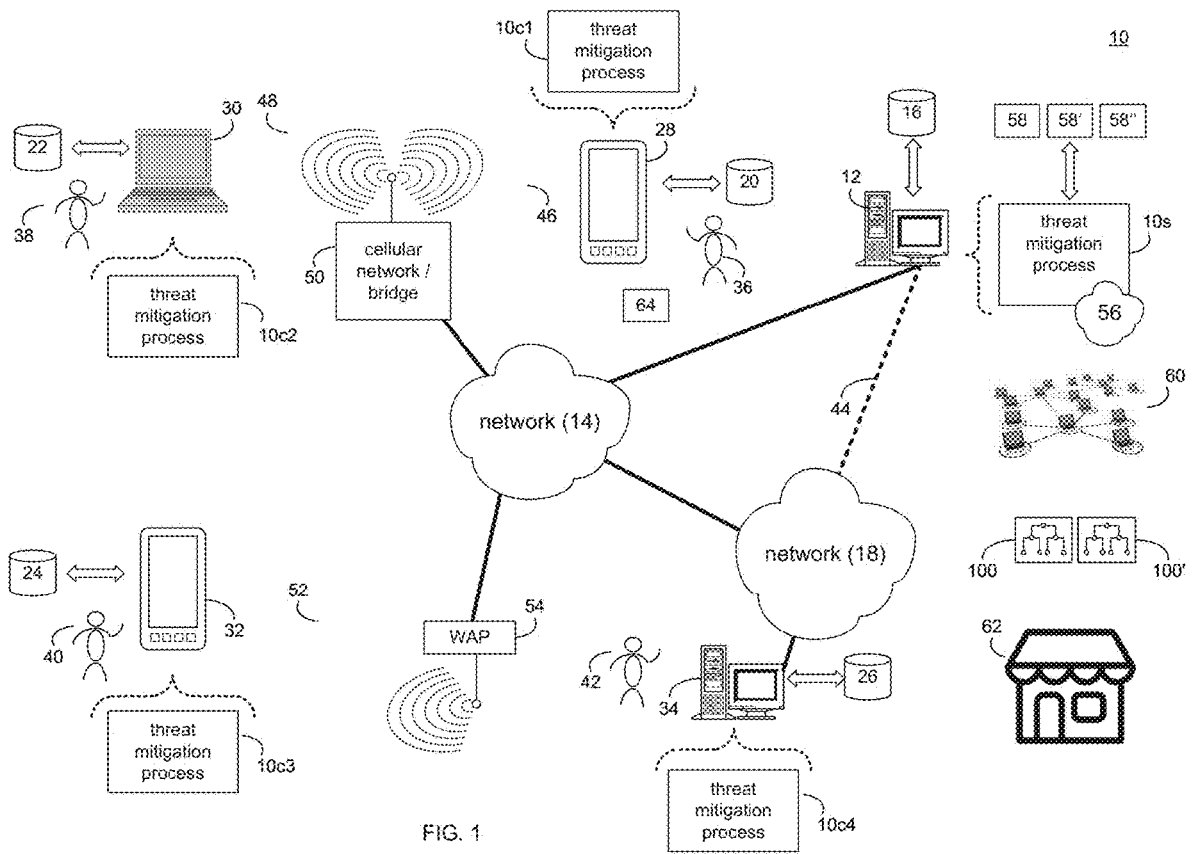 10c1
threat
mitigation
process
10
30
48
28
22
16
58
58'
58"
20
12
38
46
36
threat
mitigation
process
10s
50
cellular
network /
bridge
64
56
threat
mitigation
process
10c2
44
60
network (14)
network (18)
24
52
32
40
54
WAP
100
100'
62
42
34
26
threat
mitigation
process
10c3
threat
mitigation
process
10c4
FIG. 1